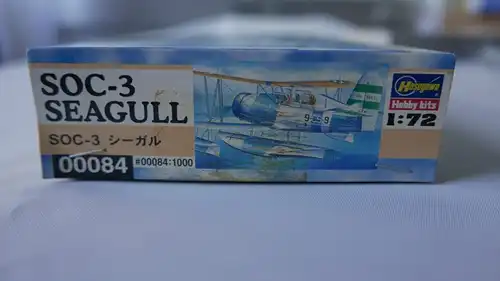 SOC-3
SEAGULL
SOC-3 シーガル
00084 #00084:1000
Hasegawa
Hobby kits
1:72